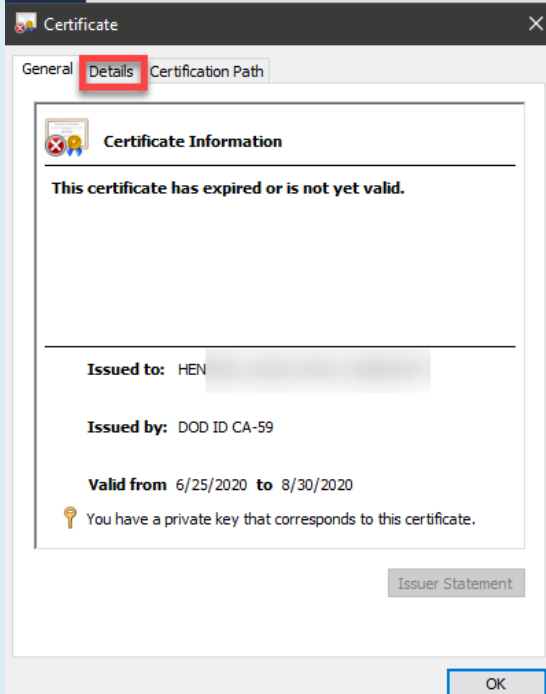 Certificate
General Details Certification Path
Certificate Information
This certificate has expired or is not yet valid.
Issued to: HEN
Issued by: DOD ID CA-59
Valid from 6/25/2020 to 8/30/2020
You have a private key that corresponds to this certificate.
Issuer Statement
OK